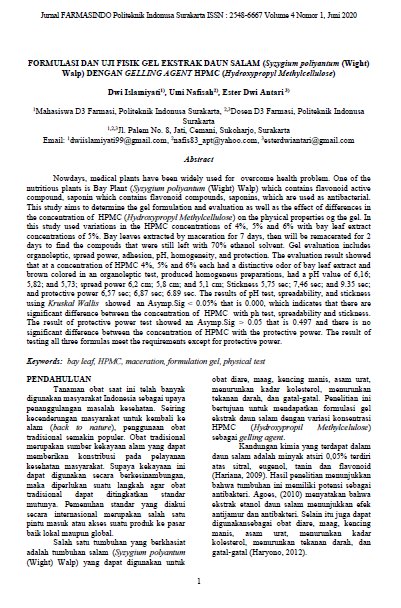 Jurnal FARMASINDO Politeknik Indonusa Surakarta ISSN : 2548-6667 Volume 4 Nomor 1, Juni 2020
FORMULASI DAN UJI FISIK GEL EKSTRAK DAUN SALAM (Syzygium poliyantum (Wight)
Walp) DENGAN GELLING AGENT HPMC (Hydroxypropyl Methylcellulose)
Dwi Islamiyati¹⁾, Umi Nafisah²⁾, Ester Dwi Antari ³⁾
¹Mahasiswa D3 Farmasi, Politeknik Indonusa Surakarta, ²,³Dosen D3 Farmasi, Politeknik Indonusa
Surakarta
¹,²,³Jl. Palem No. 8, Jati, Cemani, Sukoharjo, Surakarta
Email: ¹dwiislamiyati99@gmail.com, ²nafis83_apt@yahoo.com, ³esterdwiantari@gmail.com
Abstract
Nowdays, medical plants have been widely used for overcome health problem. One of the
nutritious plants is Bay Plant (Syzygium poliyantum (Wight) Walp) which contains flavonoid active
compound, saponin which contains flavonoid compounds, saponins, which are used as antibacterial.
This study aims to determine the gel formulation and evaluation as well as the effect of differences in
the concentration of HPMC (Hydroxypropyl Methylcellulose) on the physical properties og the gel. In
this study used variations in the HPMC concentrations of 4%, 5% and 6% with bay leaf extract
concentrations of 5%. Bay leaves extracted by maceration for 7 days, then will be remacerated for 2
days to find the compouds that were still left with 70% ethanol solvent. Gel evaluation includes
organoleptic, spread power, adhesion, pH, homogeneity, and protection. The evaluation result showed
that at a concentration of HPMC 4%, 5% and 6% each had a distinctive odor of bay leaf extract and
brown colored in an organoleptic test, produced homogeneus preparations, had a pH value of 6,16;
5,82; and 5,73; spread power 6,2 cm; 5,8 cm; and 5,1 cm; Stickness 5,75 sec; 7,46 sec; and 9.35 sec;
and protective power 6,57 sec; 6,87 sec; 6.89 sec. The results of pH test, spreadability, and stickness
using Kruskal Wallis showed an Asymp.Sig < 0.05% that is 0.000, which indicates that there are
significant difference between the concentration of HPMC with ph test, spreadability and stickness.
The result of protective power test showed an Asymp.Sig > 0.05 that is 0.497 and there is no
significant difference between the concentration of HPMC with the protective power. The result of
testing all three formulas meet the requirements except for protective power.
Keywords: bay leaf, HPMC, maceration, formulation gel, physical test
PENDAHULUAN
Tanaman obat saat ini telah banyak
digunakan masyarakat Indonesia sebagai upaya
penanggulangan masalah kesehatan. Seiring
kecenderungan masyarakat untuk kembali ke
alam (back to nature), penggunaan obat
tradisional semakin populer. Obat tradisional
merupakan sumber kekayaan alam yang dapat
memberikan konstribusi pada pelayanan
kesehatan masyarakat. Supaya kekayaan ini
dapat digunakan secara berkesinambungan,
maka diperlukan suatu langkah agar obat
tradisional dapat ditingkatkan standar
mutunya. Pemenuhan standar yang diakui
secara internasional merupakan salah satu
pintu masuk atau akses suatu produk ke pasar
baik lokal maupun global.
Salah satu tumbuhan yang berkhasiat
adalah tumbuhan salam (Syzygium polyantum
(Wight) Walp) yang dapat digunakan untuk
obat diare, maag, kencing manis, asam urat,
menurunkan kadar kolesterol, menurunkan
tekanan darah, dan gatal-gatal. Penelitian ini
bertujuan untuk mendapatkan formulasi gel
ekstrak daun salam dengan variasi konsentrasi
HPMC (Hydroxypropyl Methylcellulose)
sebagai gelling agent.
Kandungan kimia yang terdapat dalam
daun salam adalah minyak atsiri 0,05% terdiri
atas sitral, eugenol, tanin dan flavonoid
(Hariana, 2009). Hasil penelitian menunjukkan
bahwa tumbuhan ini memiliki potensi sebagai
antibakteri. Agoes, (2010) menyatakan bahwa
ekstrak etanol daun salam menunjukkan efek
antijamur dan antibakteri. Selain itu juga dapat
digunakansebagai obat diare, maag, kencing
manis, asam urat, menurunkan kadar
kolesterol, menurunkan tekanan darah, dan
gatal-gatal (Haryono, 2012).
1